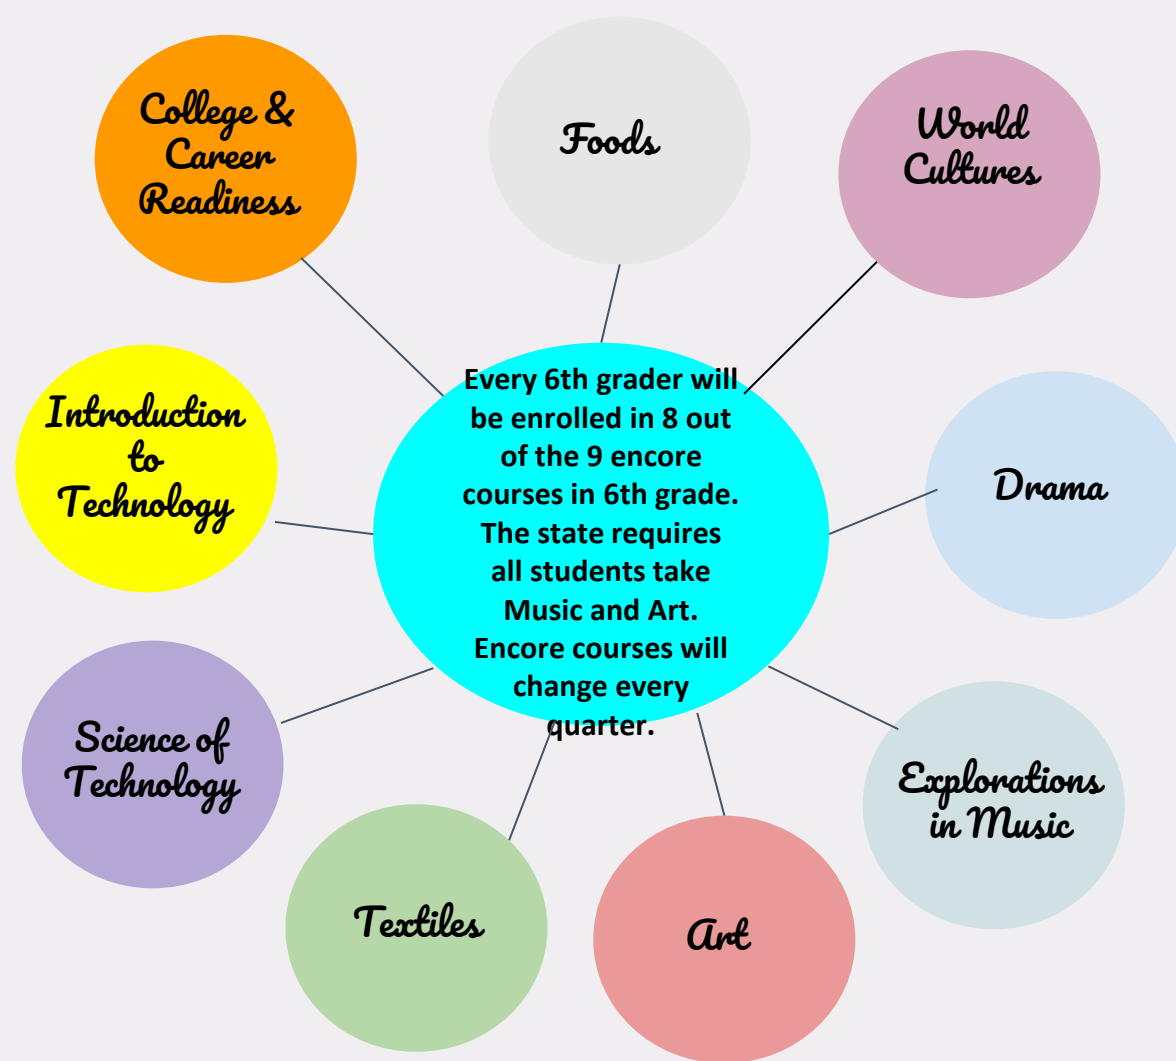 College &
Career
Readiness
Foods
World
Cultures
Introduction
to
Technology
Every 6th grader will
be enrolled in 8 out
of the 9 encore
courses in 6th grade.
The state requires
all students take
Music and Art.
Encore courses will
change every
quarter.
Drama
Science of
Technology
Explorations
in Music
Textiles
Art